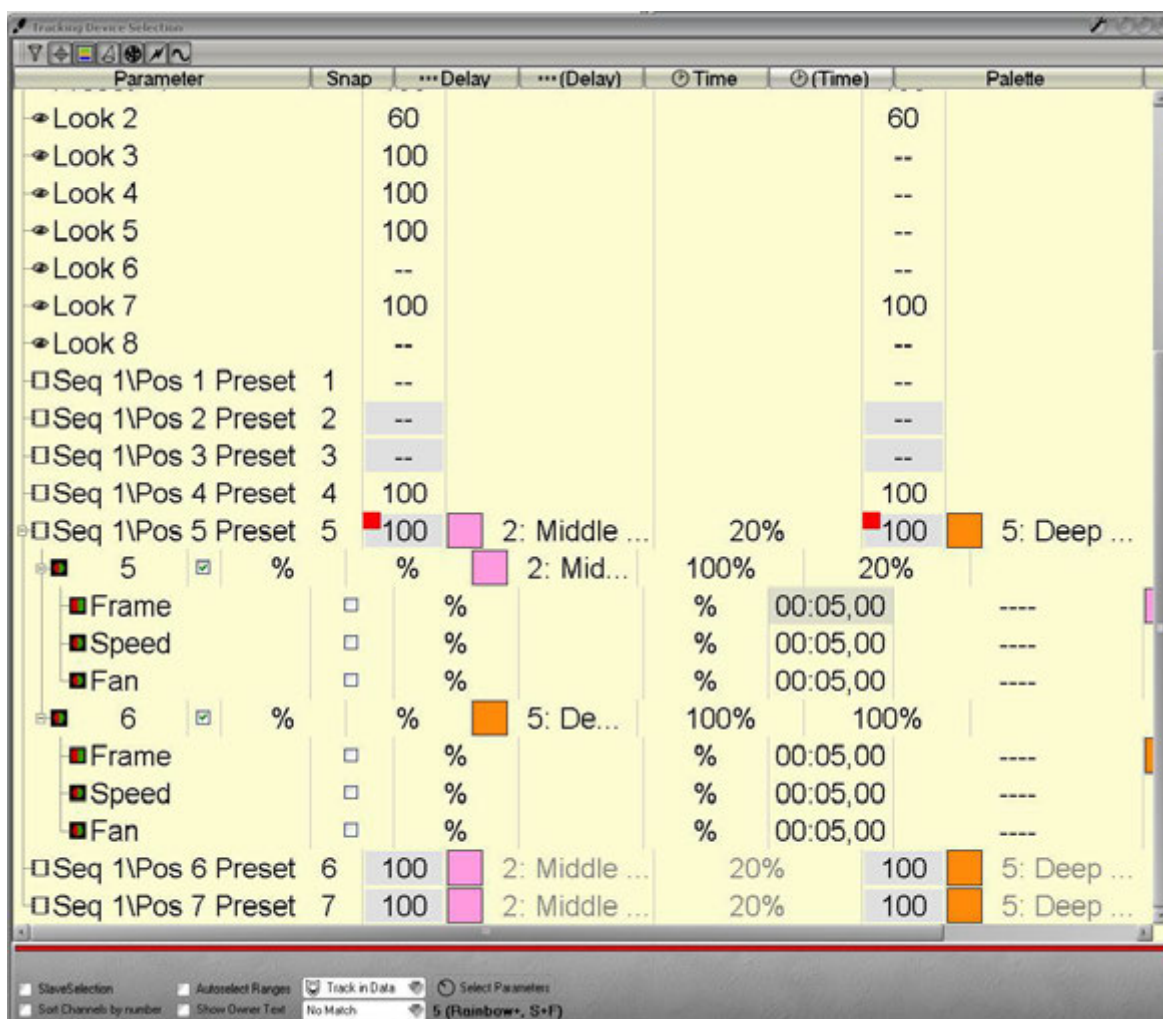 Tracking Device Selection
Parameter Snap ••• Delay ••• (Delay) Time (Time) Palette
Look 2 60 60
Look 3 100 --
Look 4 100 --
Look 5 100 --
Look 6 -- --
Look 7 100 100
Look 8 -- --
Seq 1\Pos 1 Preset 1 -- --
Seq 1\Pos 2 Preset 2 -- --
Seq 1\Pos 3 Preset 3 -- --
Seq 1\Pos 4 Preset 4 100 100
Seq 1\Pos 5 Preset 5 100 2: Middle ... 20% 100 5: Deep ...
5 % % 2: Mid... 100% 20%
Frame % % 00:05,00 ----
Speed % % 00:05,00 ----
Fan % % 00:05,00 ----
6 % % 5: De... 100% 100%
Frame % % 00:05,00 ----
Speed % % 00:05,00 ----
Fan % % 00:05,00 ----
Seq 1\Pos 6 Preset 6 100 2: Middle ... 20% 100 5: Deep ...
Seq 1\Pos 7 Preset 7 100 2: Middle ... 20% 100 5: Deep ...
SlaveSelection Autoselect Ranges Track in Data Select Parameters
Sort Channels by number Show Owner Text No Match 5 (Rainbow+, S+F)